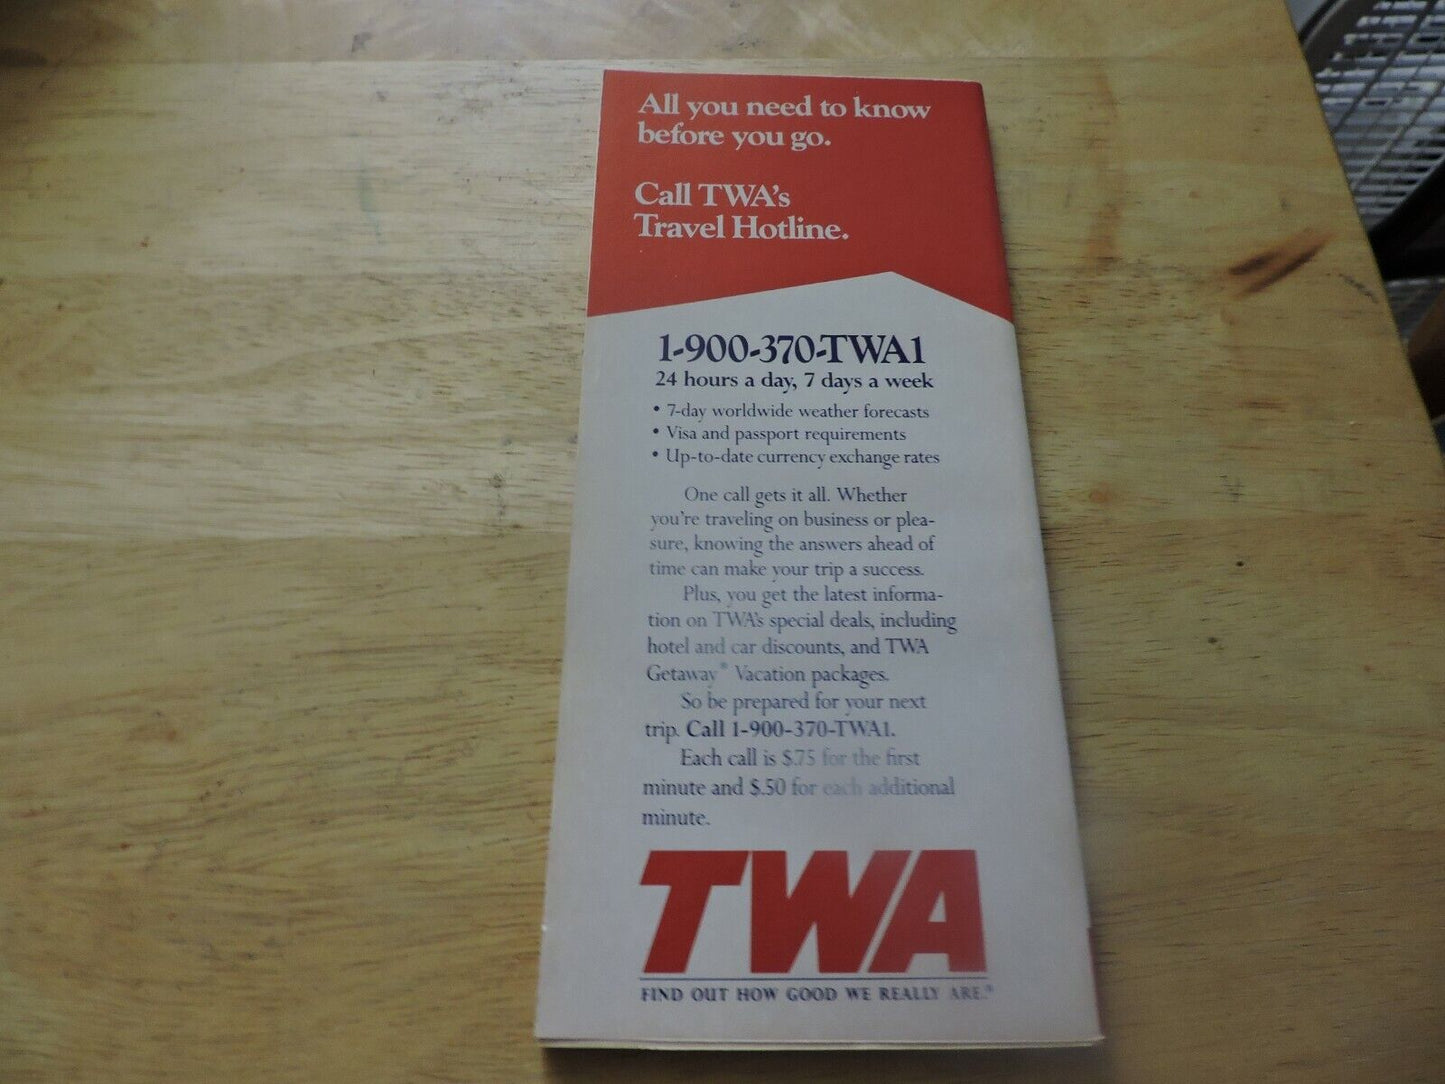 All you need to know
before you go.
Call TWA's
Travel Hotline.
1-900-370-TWA1
24 hours a day, 7 days a week
• 7-day worldwide weather forecasts
• Visa and passport requirements
• Up-to-date currency exchange rates
One call gets it all. Whether
you're traveling on business or plea-
sure, knowing the answers ahead of
time can make your trip a success.
Plus, you get the latest informa-
tion on TWA's special deals, including
hotel and car discounts, and TWA
Getaway® Vacation packages.
So be prepared for your next
trip. Call 1-900-370-TWA1.
Each call is $.75 for the first
minute and $.50 for each additional
minute.
TWA
FIND OUT HOW GOOD WE REALLY ARE.®